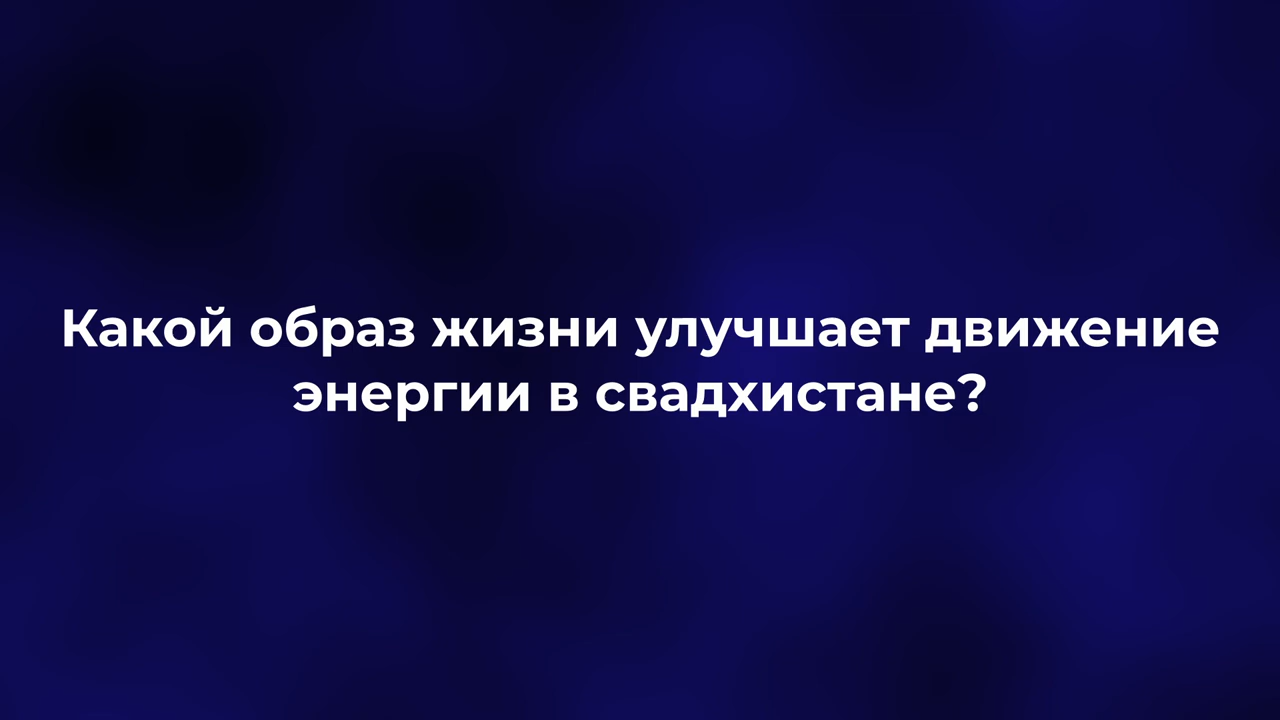 Какой образ жизни улучшает движение
энергии в свадхистане?